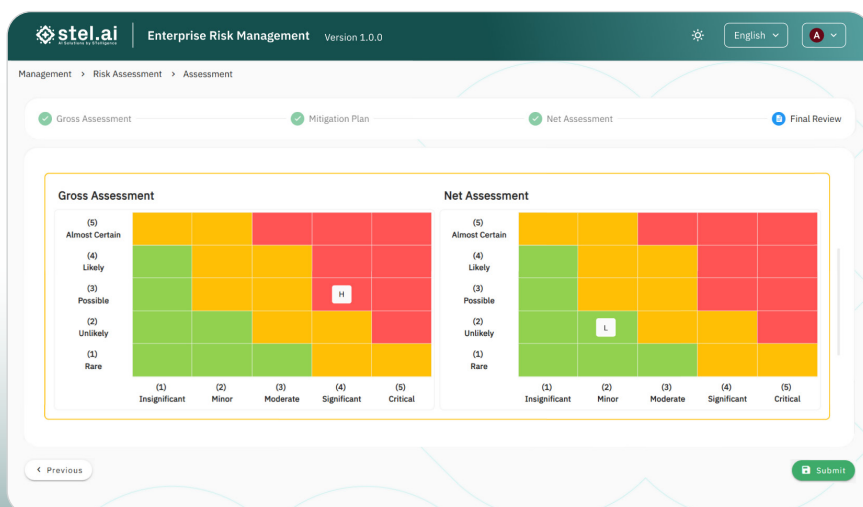 stel.ai Enterprise Risk Management Version 1.0.0 English A
AI Solutions by STelligence
Management > Risk Assessment > Assessment
Gross Assessment Mitigation Plan Net Assessment Final Review
Gross Assessment
(5)
Almost Certain
(4)
Likely
(3)
Possible
H
(2)
Unlikely
(1)
Rare
(1) (2) (3) (4) (5)
Insignificant Minor Moderate Significant Critical
Net Assessment
(5)
Almost Certain
(4)
Likely
(3)
Possible
(2)
Unlikely
L
(1)
Rare
(1) (2) (3) (4) (5)
Insignificant Minor Moderate Significant Critical
< Previous Submit